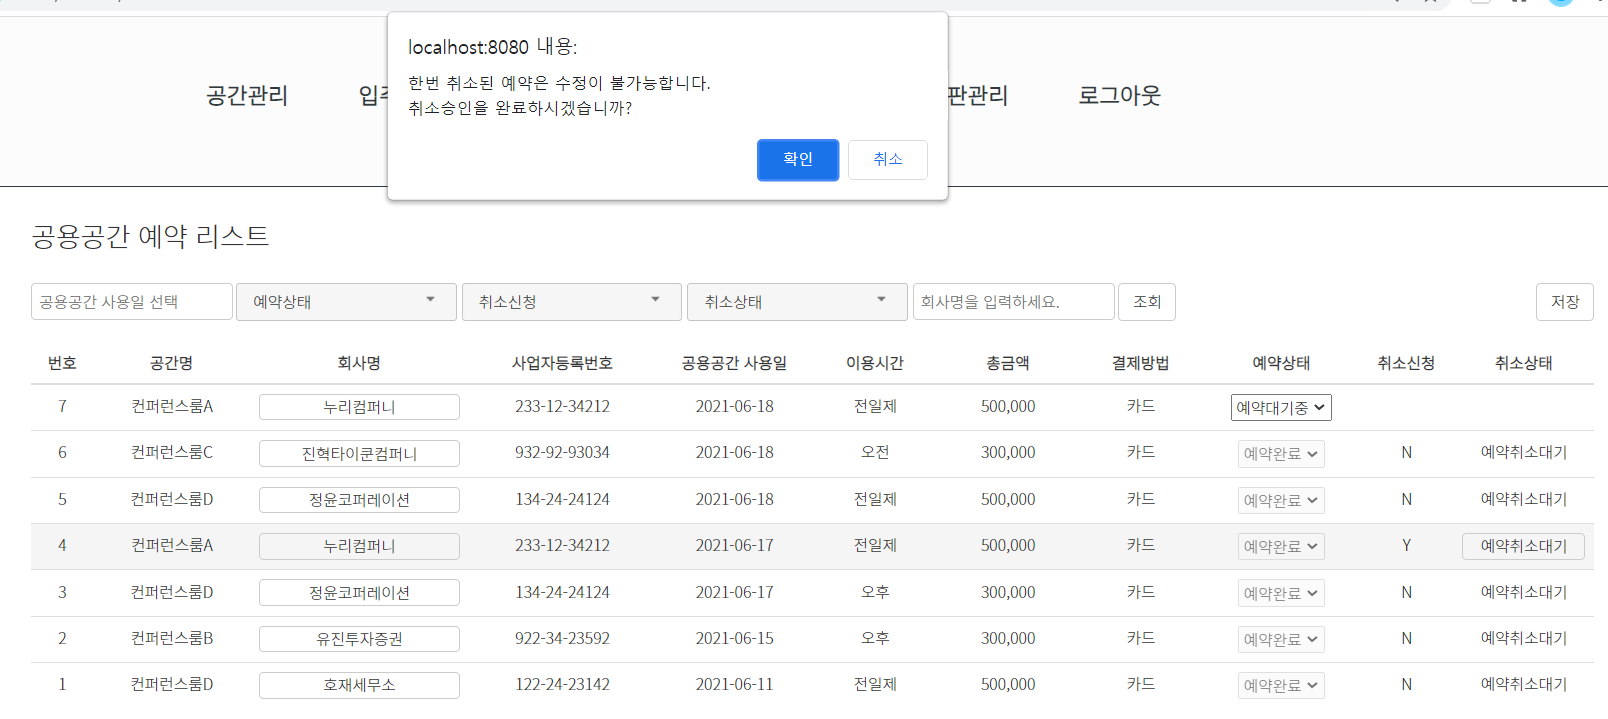 localhost:8080 내용:
한번 취소된 예약은 수정이 불가능합니다.
취소승인을 완료하시겠습니까?
확인 취소
공간관리 입주 판관리 로그아웃
공용공간 예약 리스트
공용공간 사용일 선택 예약상태 취소신청 취소상태 회사명을 입력하세요. 조회 저장
번호 공간명 회사명 사업자등록번호 공용공간 사용일 이용시간 총금액 결제방법 예약상태 취소신청 취소상태
7 컨퍼런스룸A 누리컴퍼니 233-12-34212 2021-06-18 전일제 500,000 카드 예약대기중
6 컨퍼런스룸C 진혁타이쿤컴퍼니 932-92-93034 2021-06-18 오전 300,000 카드 예약완료 N 예약취소대기
5 컨퍼런스룸D 정윤코퍼레이션 134-24-24124 2021-06-18 전일제 500,000 카드 예약완료 N 예약취소대기
4 컨퍼런스룸A 누리컴퍼니 233-12-34212 2021-06-17 전일제 500,000 카드 예약완료 Y 예약취소대기
3 컨퍼런스룸D 정윤코퍼레이션 134-24-24124 2021-06-17 오후 300,000 카드 예약완료 N 예약취소대기
2 컨퍼런스룸B 유진투자증권 922-34-23592 2021-06-15 오후 300,000 카드 예약완료 N 예약취소대기
1 컨퍼런스룸D 호재세무소 122-24-23142 2021-06-11 전일제 500,000 카드 예약완료 N 예약취소대기